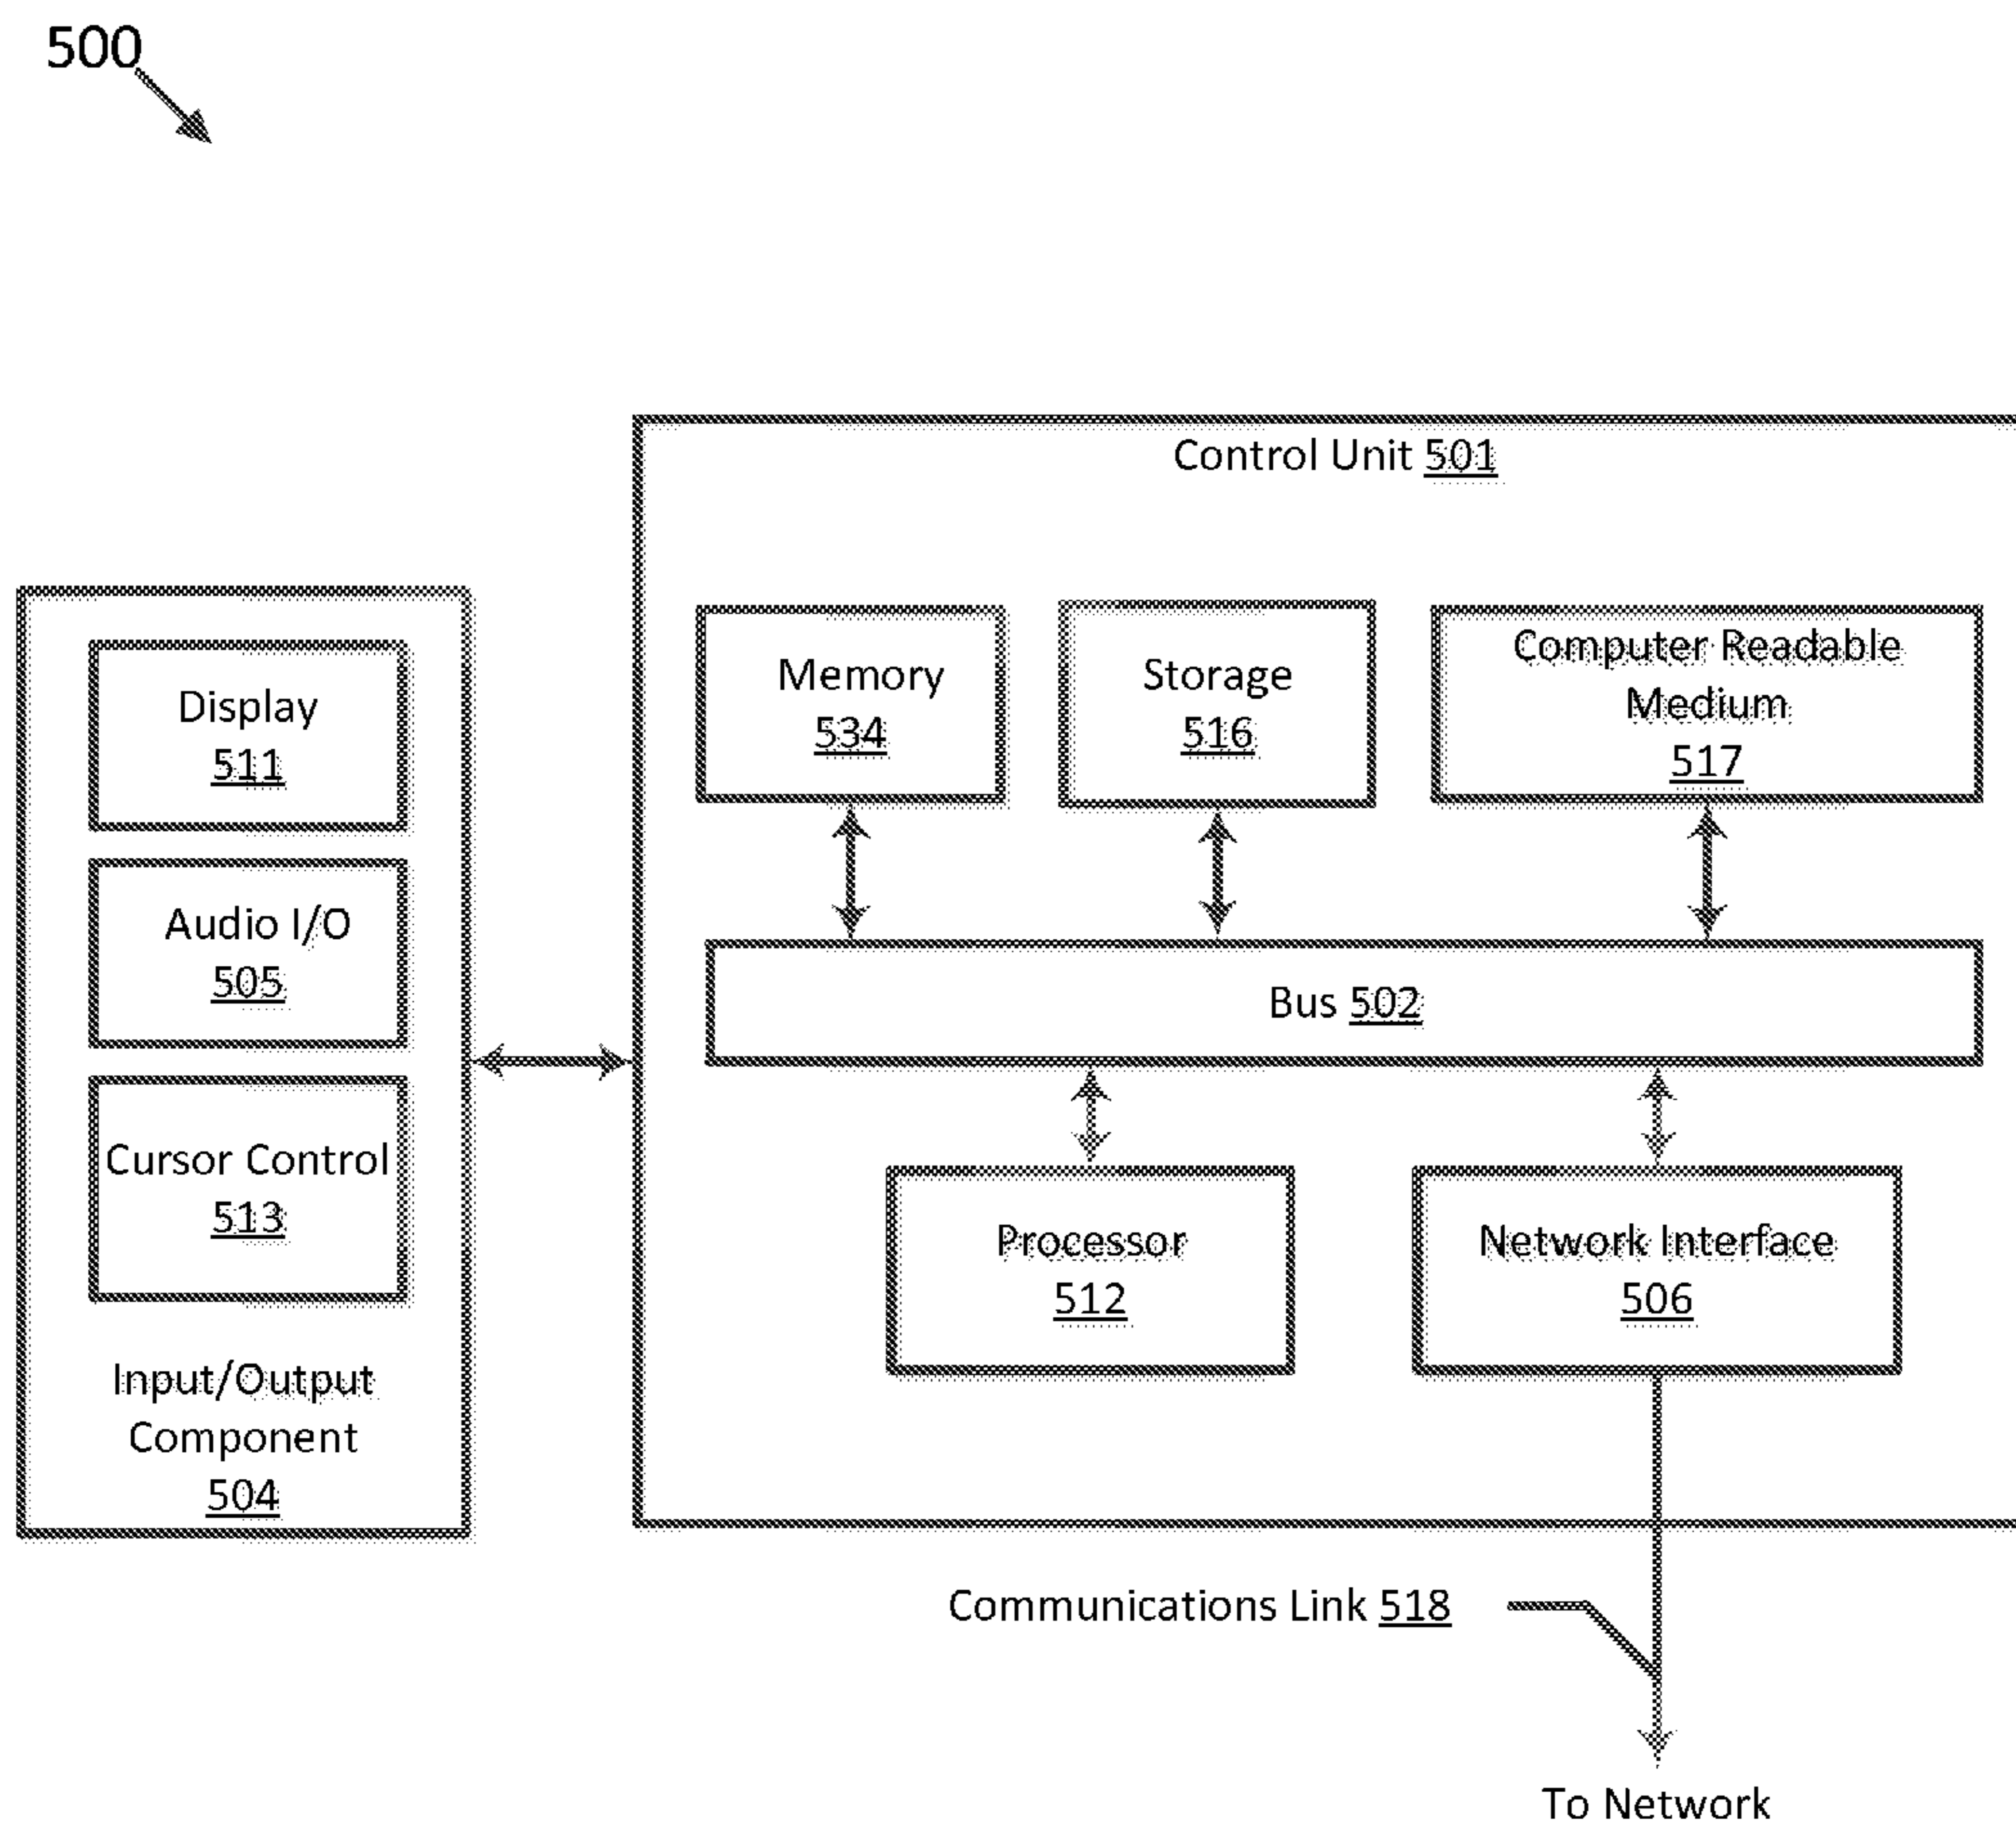 500
Control Unit 501
Memory
534
Storage
516
Computer Readable
Medium
517
Display
511
Audio I/O
505
Bus 502
Cursor Control
513
Processor
512
Network Interface
506
Input/Output
Component
504
Communications Link 518
To Network